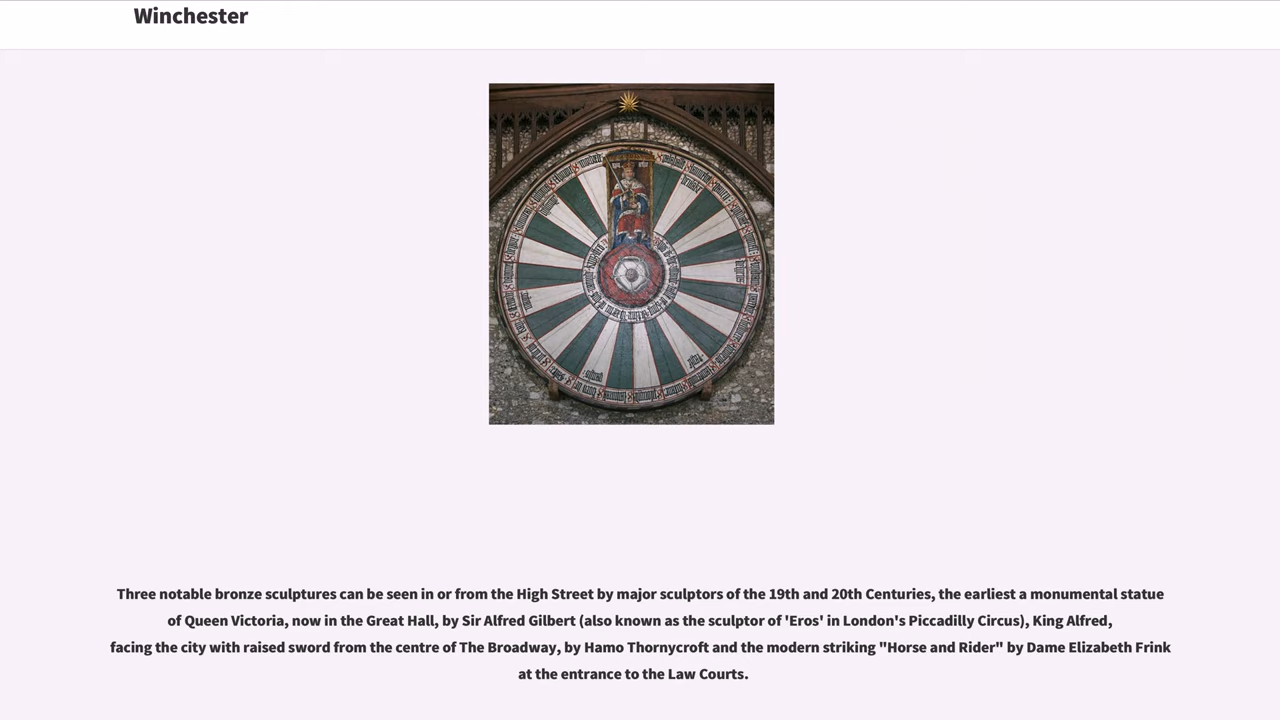 Winchester
Three notable bronze sculptures can be seen in or from the High Street by major sculptors of the 19th and 20th Centuries, the earliest a monumental statue
of Queen Victoria, now in the Great Hall, by Sir Alfred Gilbert (also known as the sculptor of 'Eros' in London's Piccadilly Circus), King Alfred,
facing the city with raised sword from the centre of The Broadway, by Hamo Thornycroft and the modern striking "Horse and Rider" by Dame Elizabeth Frink
at the entrance to the Law Courts.